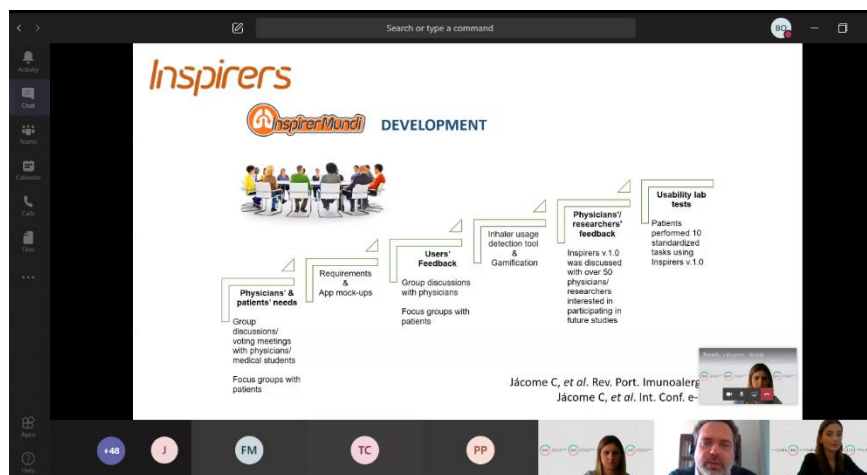 Search or type a command
BO
Activity
Chat
Teams
Calendar
Calls
Files
Apps
Help
Inspirers
InspirerMundi DEVELOPMENT
Physicians' &
patients' needs
Group
discussions/
voting meetings
with physicians/
medical students
Focus groups with
patients
Requirements
&
App mock-ups
Users'
Feedback
Group discussions
with physicians
Focus groups with
patients
Inhaler usage
detection tool
&
Gamification
Physicians'/
researchers'
feedback
Inspirers v.1.0
was discussed
with over 50
physicians/
researchers
interested in
participating in
future studies
Usability lab
tests
Patients
performed 10
standardized
tasks using
Inspirers v.1.0
Jácome C, et al. Rev. Port. Imunoalerg
Jácome C, et al. Int. Conf. e-
+48
J
FM
TC
PP